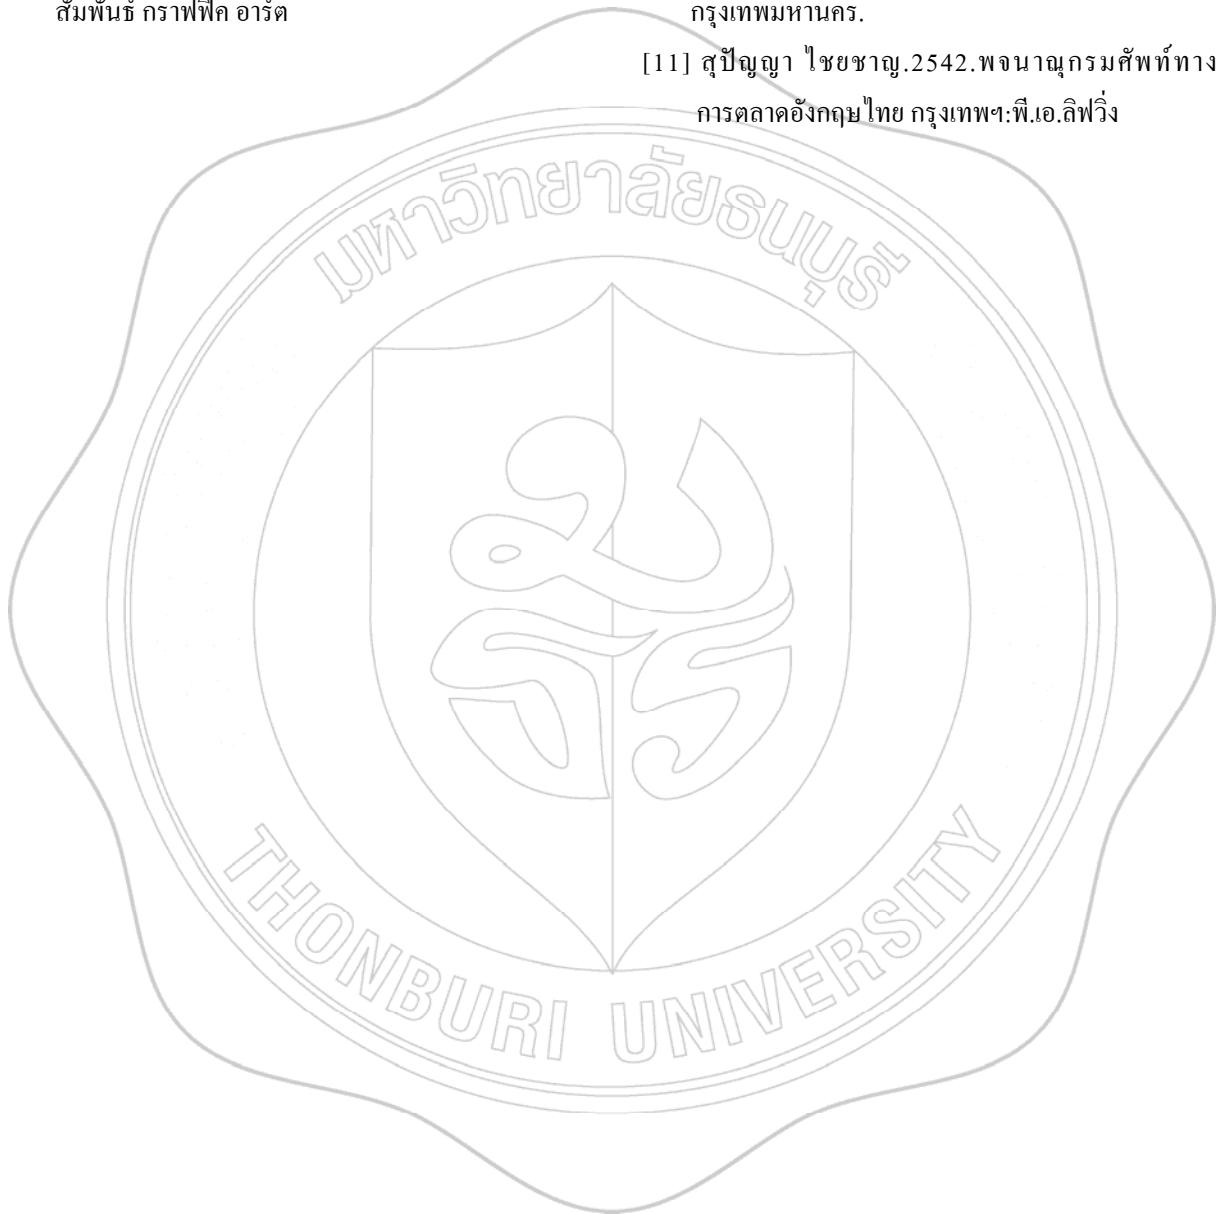 สัมพันธ์ กราฟฟิค อาร์ต
กรุงเทพมหานคร.
[11] สุปัญญา ไชยชาญ.2542.พจนาณุกรมศัพท์ทาง
การตลาดอังกฤษไทย กรุงเทพฯ:พี.เอ.ลิฟวิ่ง
มหาวิทยาลัยธนบุรี
มธร
THONBURI UNIVERSITY